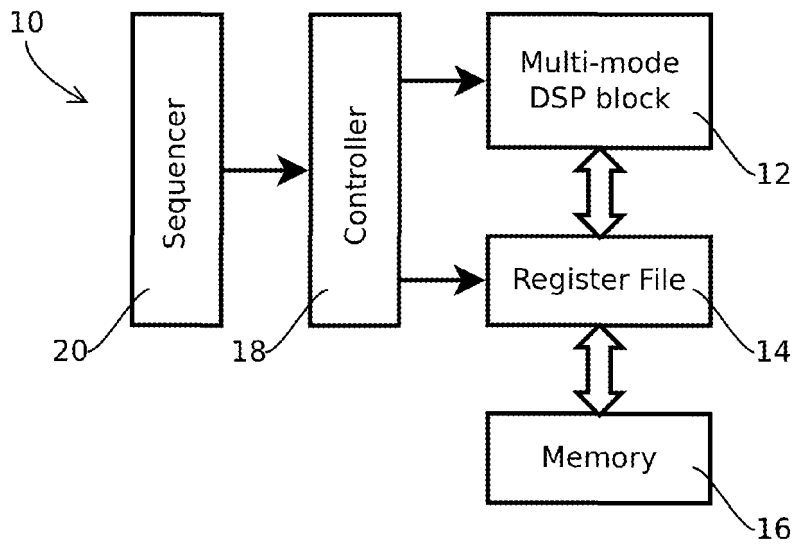 10
Sequencer
Controller
Multi-mode
DSP block
12
Register File
20
18
14
Memory
16